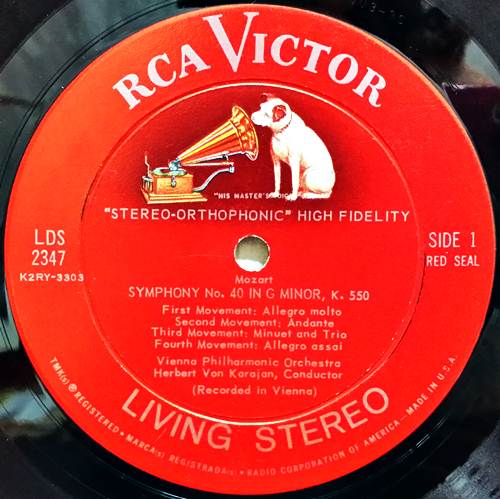 RCA VICTOR
"HIS MASTER'S VOICE"
"STEREO-ORTHOPHONIC" HIGH FIDELITY
LDS
2347
K2RY-3303
SIDE 1
RED SEAL
Mozart
SYMPHONY No. 40 IN G MINOR, K. 550
First Movement: Allegro molto
Second Movement: Andante
Third Movement: Minuet and Trio
Fourth Movement: Allegro assai
Vienna Philharmonic Orchestra
Herbert Von Karajan, Conductor
(Recorded in Vienna)
LIVING STEREO
TMK(s) ® REGISTERED • MARCA(s) REGISTRADA(s) • RADIO CORPORATION OF AMERICA—MADE IN U.S.A.